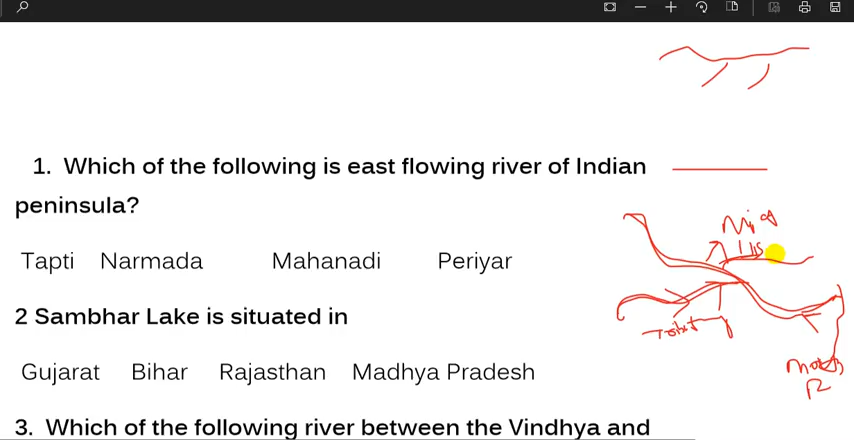 1. Which of the following is east flowing river of Indian
peninsula?
Tapti Narmada Mahanadi Periyar
2 Sambhar Lake is situated in
Gujarat Bihar Rajasthan Madhya Pradesh
3. Which of the following river between the Vindhya and